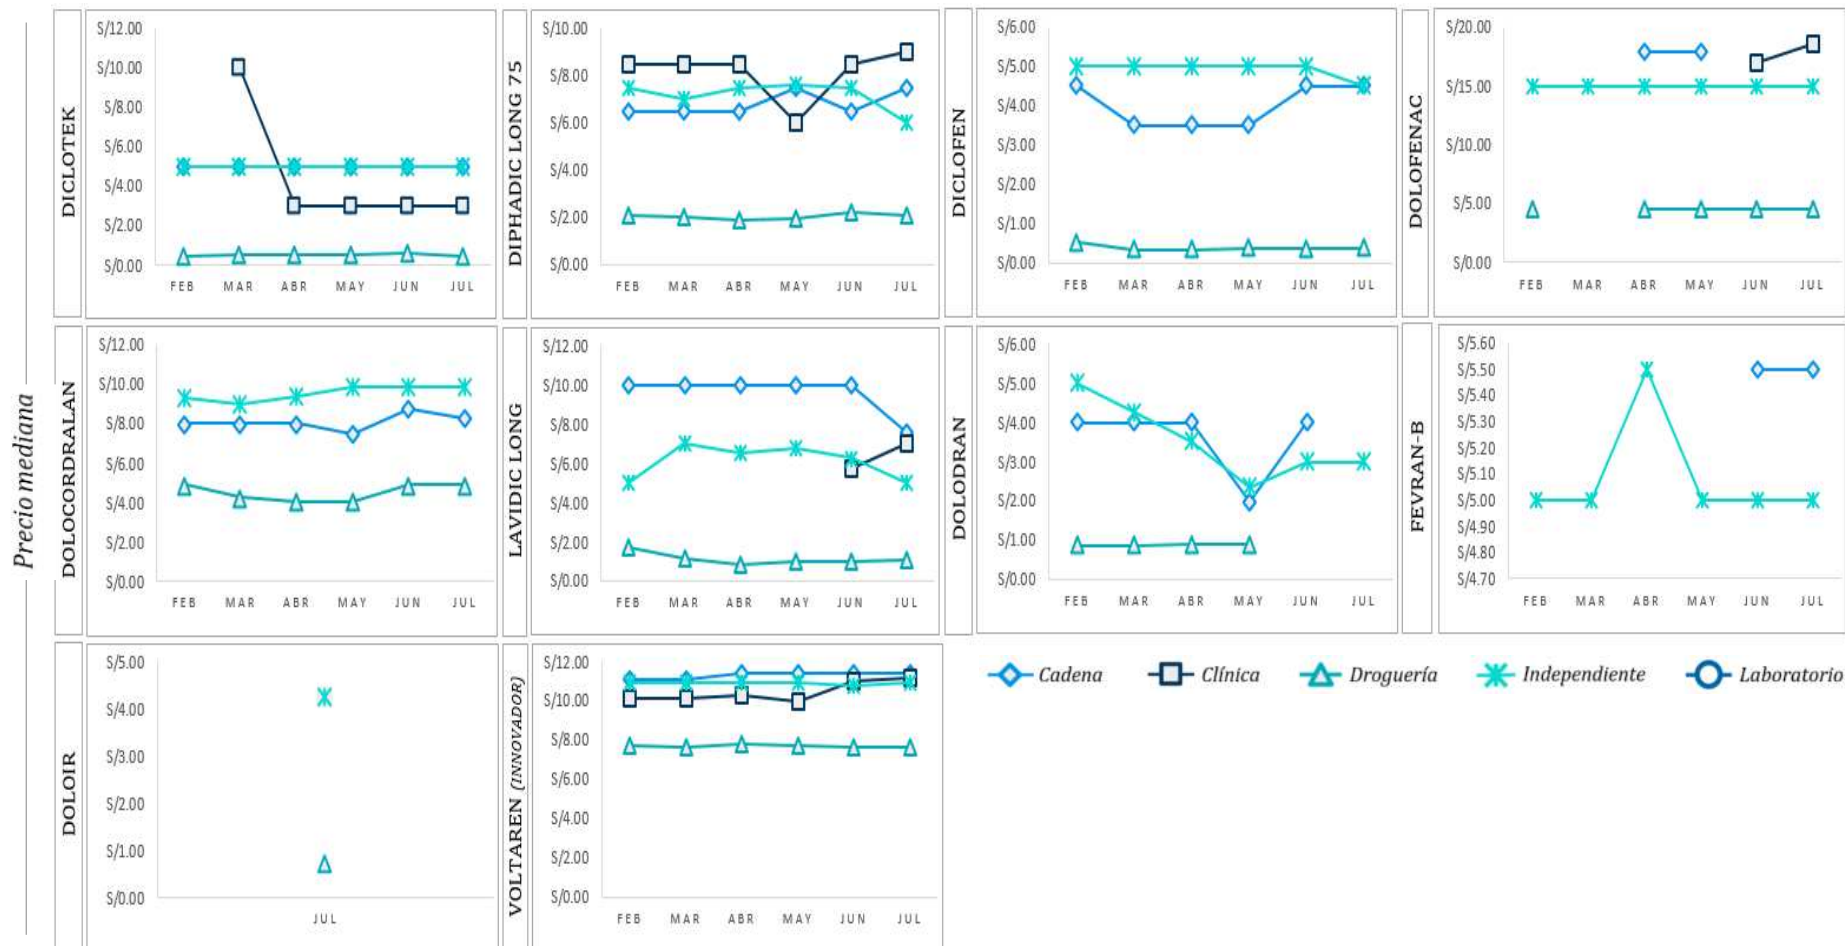 Precio mediana
DICLOTEK
S/12.00
S/10.00
S/8.00
S/6.00
S/4.00
S/2.00
S/0.00
FEB MAR ABR MAY JUN JUL
DIPHADIC LONG 75
S/10.00
S/8.00
S/6.00
S/4.00
S/2.00
S/0.00
FEB MAR ABR MAY JUN JUL
DICLOFEN
S/6.00
S/5.00
S/4.00
S/3.00
S/2.00
S/1.00
S/0.00
FEB MAR ABR MAY JUN JUL
DOLOFENAC
S/20.00
S/15.00
S/10.00
S/5.00
S/0.00
FEB MAR ABR MAY JUN JUL
DOLOCORDRALAN
S/12.00
S/10.00
S/8.00
S/6.00
S/4.00
S/2.00
S/0.00
FEB MAR ABR MAY JUN JUL
LAVIDIC LONG
S/12.00
S/10.00
S/8.00
S/6.00
S/4.00
S/2.00
S/0.00
FEB MAR ABR MAY JUN JUL
DOLODRAN
S/6.00
S/5.00
S/4.00
S/3.00
S/2.00
S/1.00
S/0.00
FEB MAR ABR MAY JUN JUL
FEVRAN-B
S/5.60
S/5.50
S/5.40
S/5.30
S/5.20
S/5.10
S/5.00
S/4.90
S/4.80
S/4.70
FEB MAR ABR MAY JUN JUL
DOLOIR
S/5.00
S/4.00
S/3.00
S/2.00
S/1.00
S/0.00
JUL
VOLTAREN (INNOVADOR)
S/12.00
S/10.00
S/8.00
S/6.00
S/4.00
S/2.00
S/0.00
FEB MAR ABR MAY JUN JUL
Cadena Clínica Droguería Independiente Laboratorio